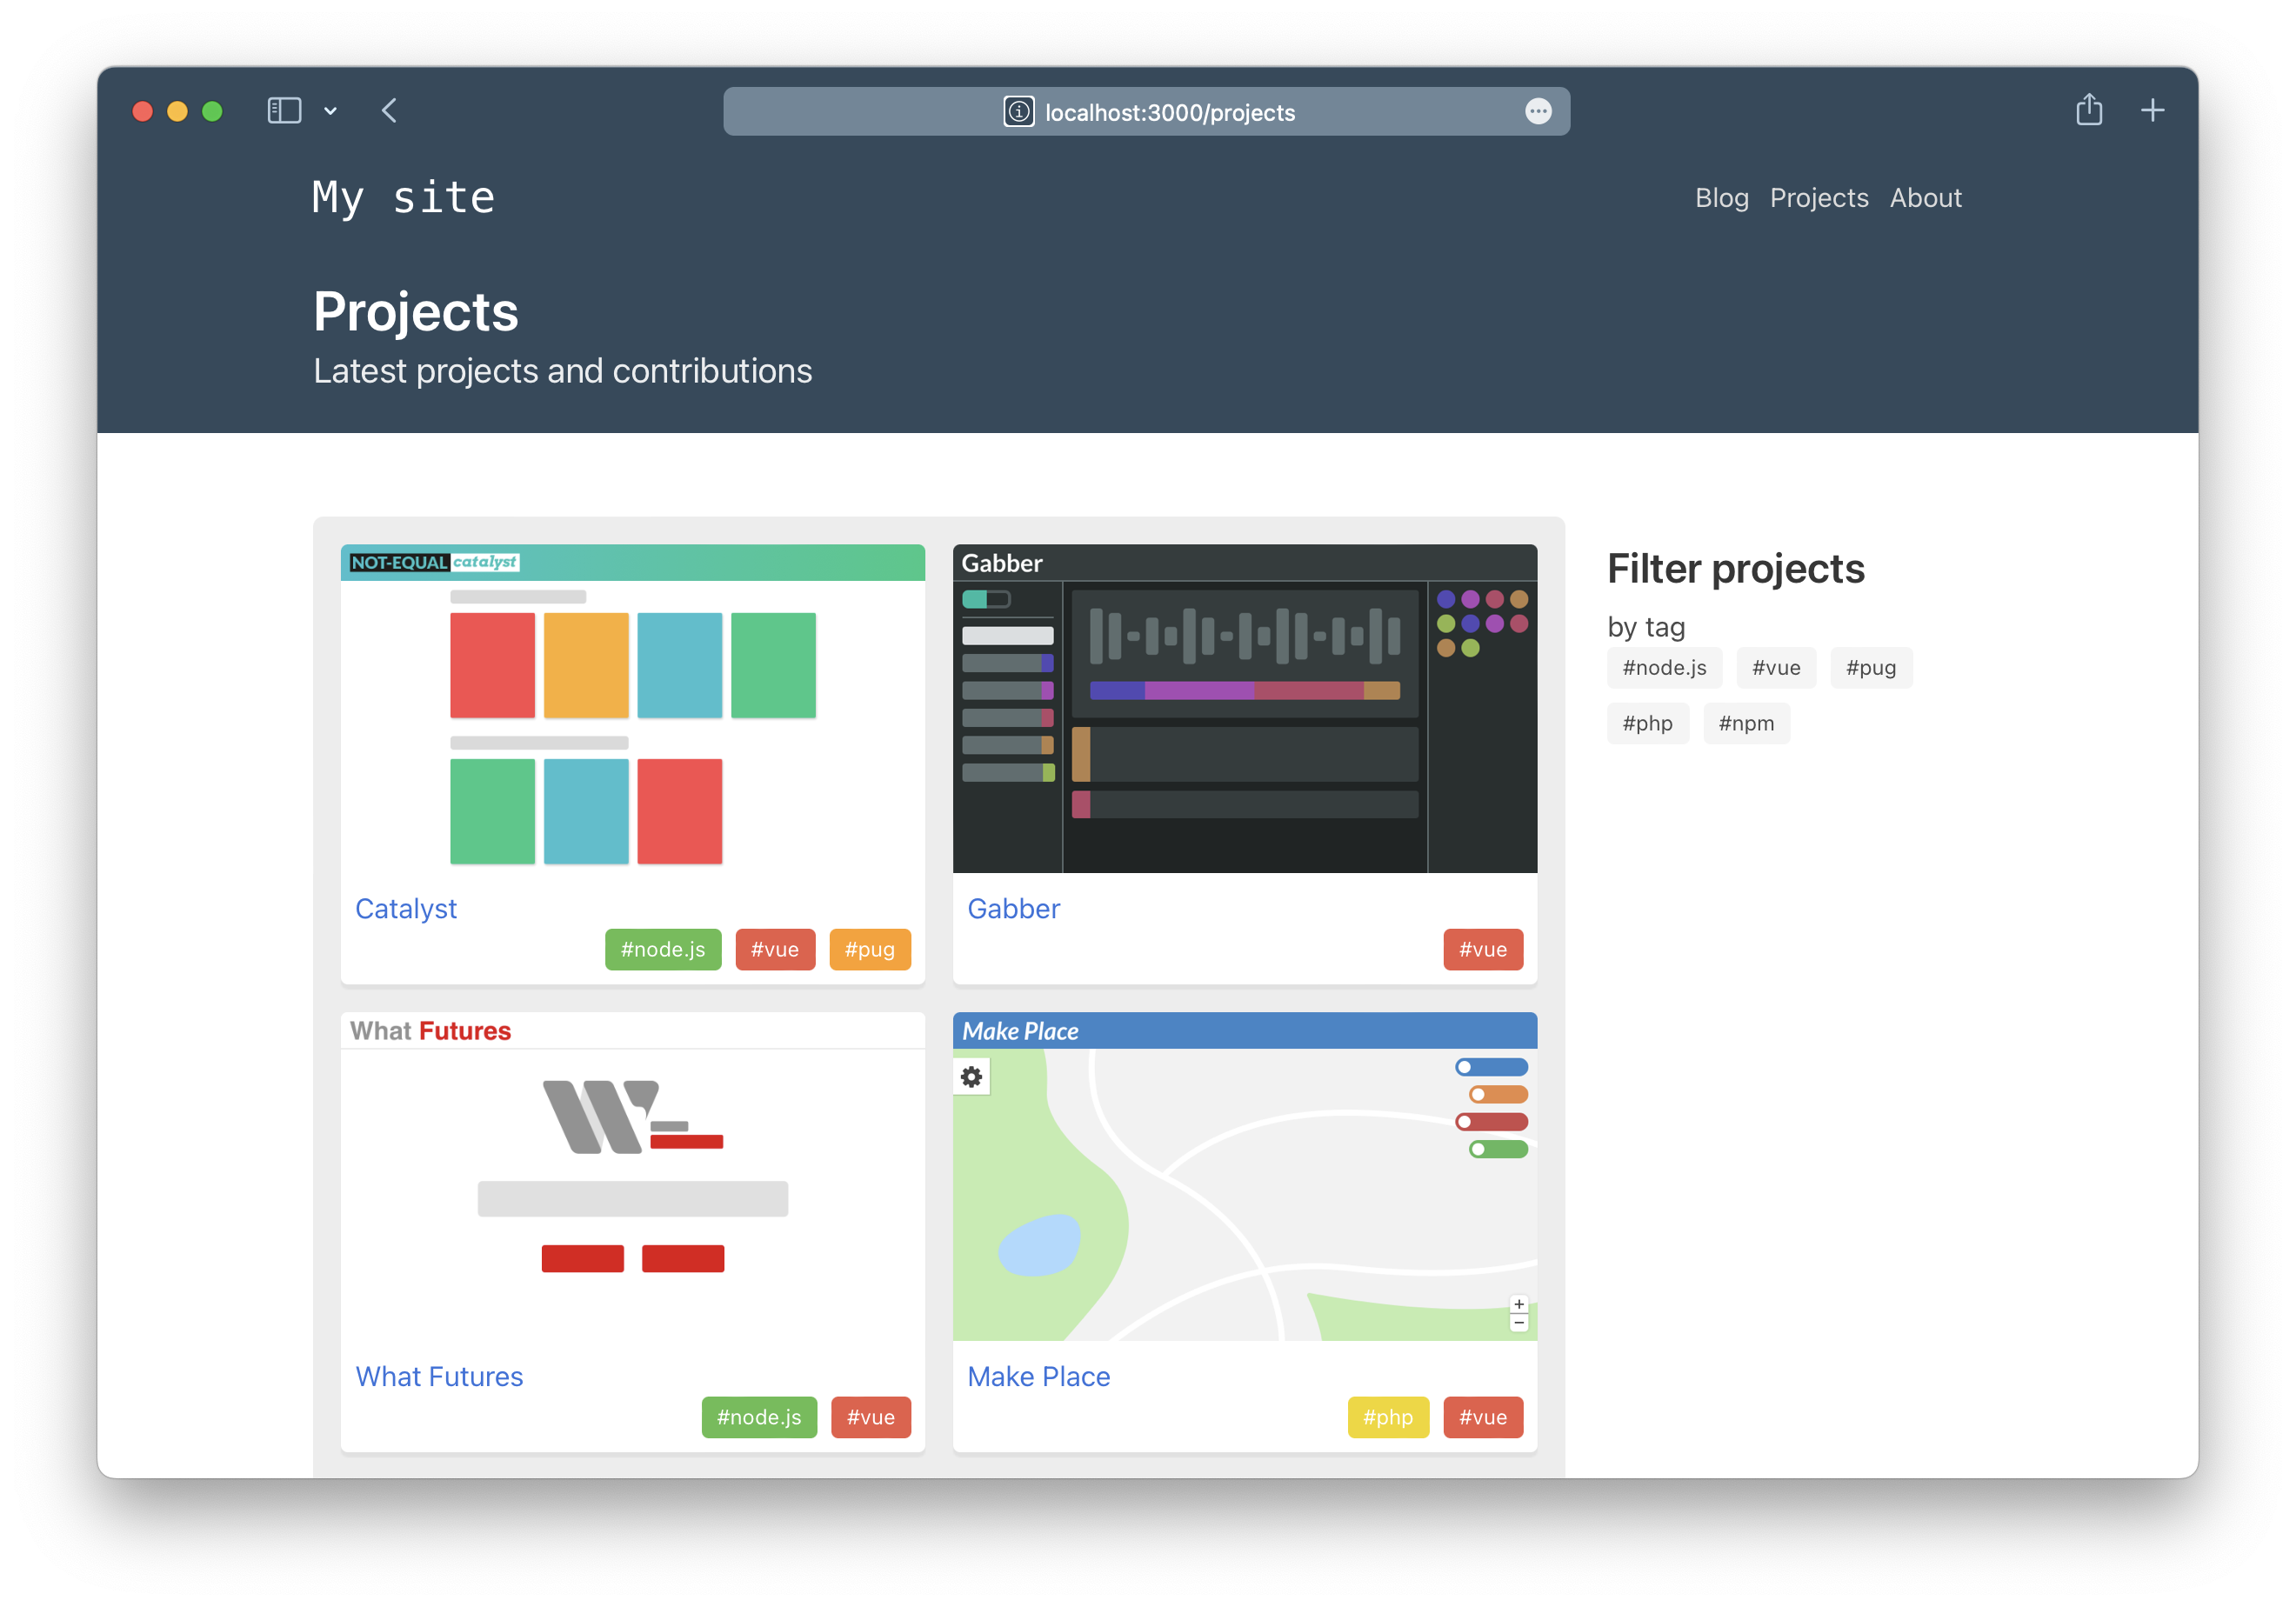 localhost:3000/projects
My site
Blog Projects About
Projects
Latest projects and contributions
NOT-EQUAL catalyst
Catalyst
#node.js #vue #pug
Gabber
Gabber
#vue
What Futures
What Futures
#node.js #vue
Make Place
+
−
Make Place
#php #vue
Filter projects
by tag
#node.js #vue #pug
#php #npm